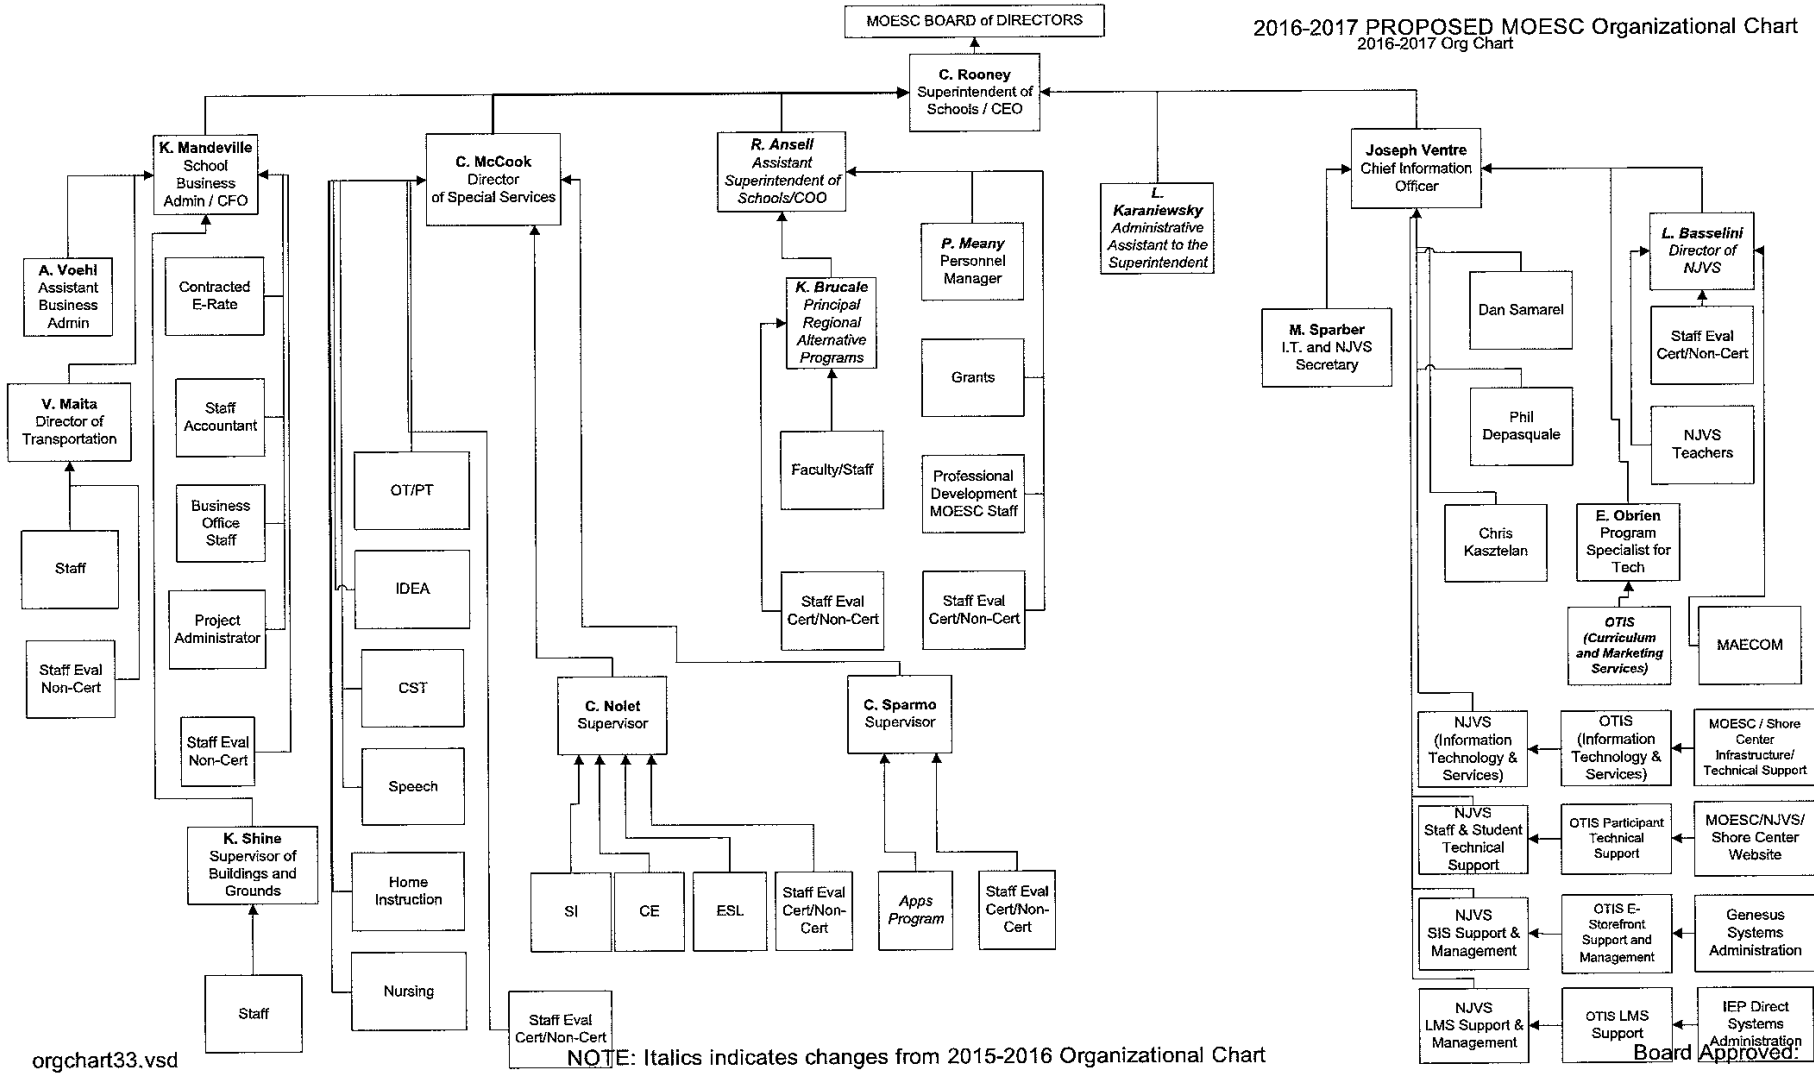 MOESC BOARD of DIRECTORS
2016-2017 PROPOSED MOESC Organizational Chart
2016-2017 Org Chart
C. Rooney
Superintendent of
Schools / CEO
K. Mandeville
School
Business
Admin / CFO
C. McCook
Director
of Special Services
R. Ansell
Assistant
Superintendent of
Schools/COO
L.
Karaniewsky
Administrative
Assistant to the
Superintendent
Joseph Ventre
Chief Information
Officer
A. Voehl
Assistant
Business
Admin
Contracted
E-Rate
P. Meany
Personnel
Manager
K. Brucale
Principal
Regional
Alternative
Programs
L. Basselini
Director of
NJVS
Dan Samarel
M. Sparber
I.T. and NJVS
Secretary
Staff Eval
Cert/Non-Cert
V. Maita
Director of
Transportation
Staff
Accountant
Grants
Phil
Depasquale
NJVS
Teachers
OT/PT
Faculty/Staff
Professional
Development
MOESC Staff
Business
Office
Staff
Chris
Kasztelan
E. Obrien
Program
Specialist for
Tech
Staff
IDEA
Staff Eval
Cert/Non-Cert
Staff Eval
Cert/Non-Cert
Project
Administrator
OTIS
(Curriculum
and Marketing
Services)
MAECOM
Staff Eval
Non-Cert
CST
C. Nolet
Supervisor
C. Sparmo
Supervisor
Staff Eval
Non-Cert
Speech
NJVS
(Information
Technology &
Services)
OTIS
(Information
Technology &
Services)
MOESC / Shore
Center
Infrastructure/
Technical Support
K. Shine
Supervisor of
Buildings and
Grounds
NJVS
Staff & Student
Technical
Support
OTIS Participant
Technical
Support
MOESC/NJVS/
Shore Center
Website
Home
Instruction
SI
CE
ESL
Staff Eval
Cert/Non-
Cert
Apps
Program
Staff Eval
Cert/Non-
Cert
NJVS
SIS Support &
Management
OTIS E-
Storefront
Support and
Management
Genesus
Systems
Administration
Nursing
Staff
Staff Eval
Cert/Non-Cert
NJVS
LMS Support &
Management
OTIS LMS
Support
IEP Direct
Systems
Administration
orgchart33.vsd
NOTE: Italics indicates changes from 2015-2016 Organizational Chart
Board Approved: